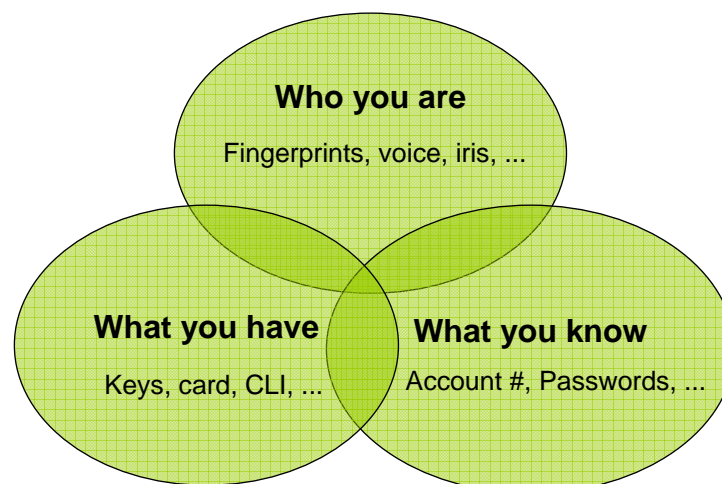 Who you are
Fingerprints, voice, iris, ...
What you have
Keys, card, CLI, ...
What you know
Account #, Passwords, ...